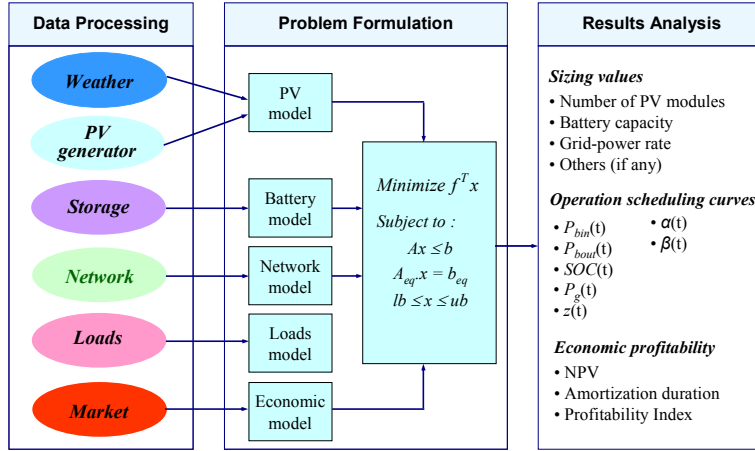 Data Processing
Problem Formulation
Results Analysis
Weather
PV
generator
Storage
Network
Loads
Market
PV
model
Battery
model
Network
model
Loads
model
Economic
model
Minimize f^T x
Subject to :
Ax ≤ b
A_eq.x = b_eq
lb ≤ x ≤ ub
Sizing values
• Number of PV modules
• Battery capacity
• Grid-power rate
• Others (if any)
Operation scheduling curves
• P_bin(t)
• P_bout(t)
• SOC(t)
• P_g(t)
• z(t)
• α(t)
• β(t)
Economic profitability
• NPV
• Amortization duration
• Profitability Index